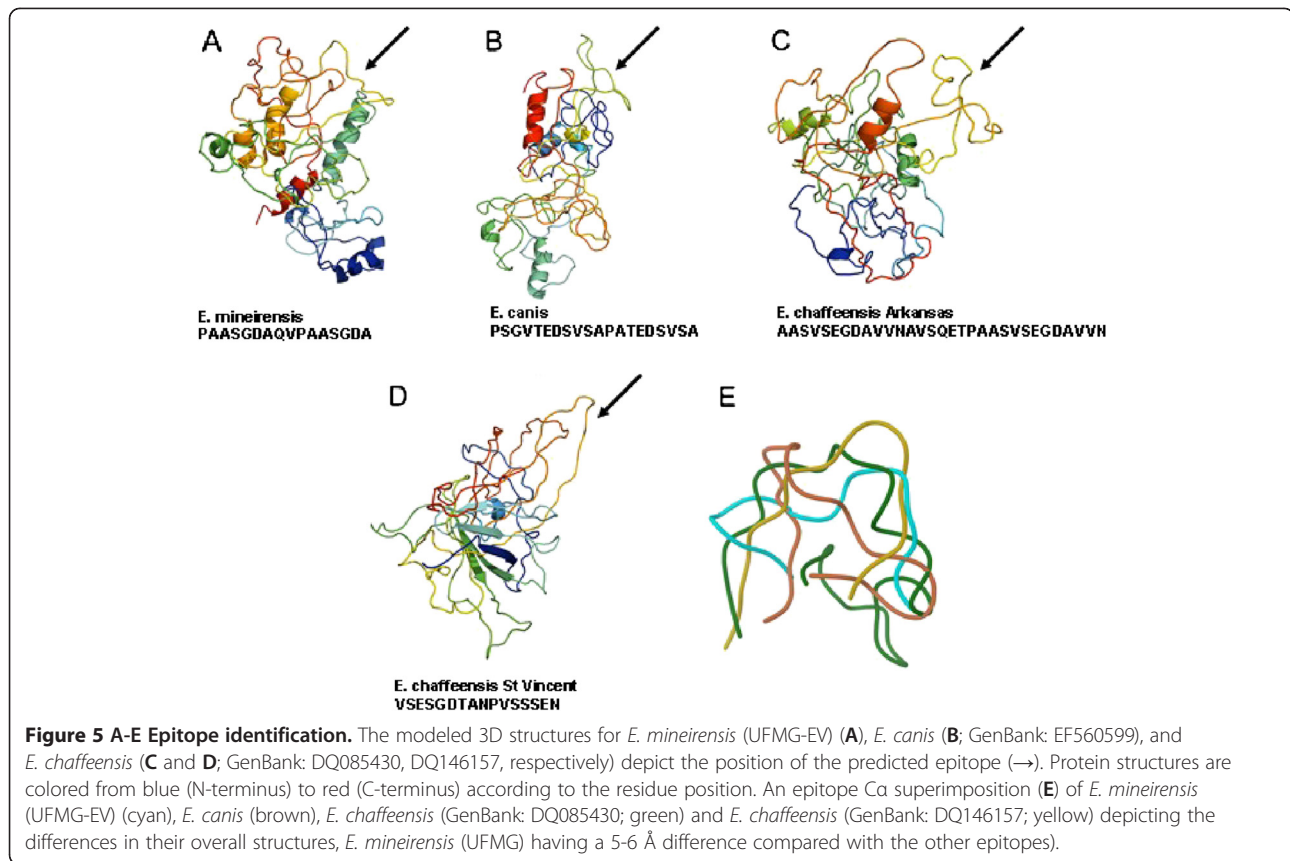 A
B
C
E. mineirensis
PAASGDAQVPAASGDA
E. canis
PSGVTEDSVSAPATEDSVSA
E. chaffeensis Arkansas
AASVSEGDAVVNAVSQETPAASVSEGDAVVN
D
E
E. chaffeensis St Vincent
VSESGDTANPVSSSEN
Figure 5 A-E Epitope identification. The modeled 3D structures for E. mineirensis (UFMG-EV) (A), E. canis (B; GenBank: EF560599), and
E. chaffeensis (C and D; GenBank: DQ085430, DQ146157, respectively) depict the position of the predicted epitope (→). Protein structures are
colored from blue (N-terminus) to red (C-terminus) according to the residue position. An epitope Cα superimposition (E) of E. mineirensis
(UFMG-EV) (cyan), E. canis (brown), E. chaffeensis (GenBank: DQ085430; green) and E. chaffeensis (GenBank: DQ146157; yellow) depicting the
differences in their overall structures, E. mineirensis (UFMG) having a 5-6 Å difference compared with the other epitopes).